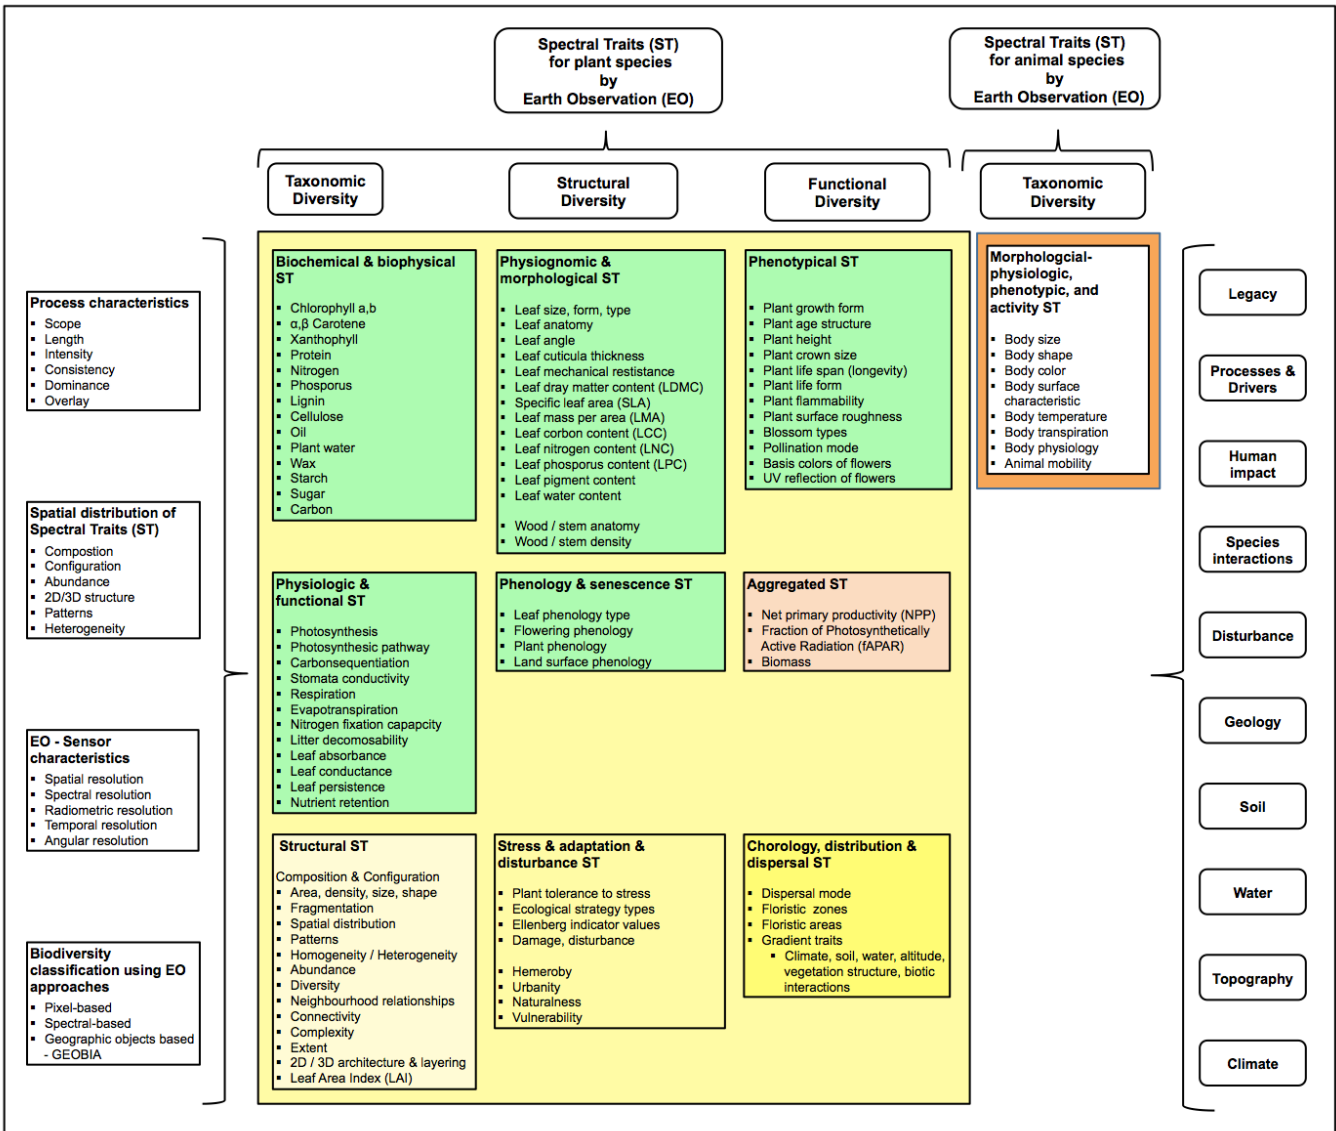 Spectral Traits (ST)
for plant species
by
Earth Observation (EO)
Spectral Traits (ST)
for animal species
by
Earth Observation (EO)
Taxonomic
Diversity
Structural
Diversity
Functional
Diversity
Taxonomic
Diversity
Process characteristics
▪ Scope
▪ Length
▪ Intensity
▪ Consistency
▪ Dominance
▪ Overlay
Spatial distribution of
Spectral Traits (ST)
▪ Compostion
▪ Configuration
▪ Abundance
▪ 2D/3D structure
▪ Patterns
▪ Heterogeneity
EO - Sensor
characteristics
▪ Spatial resolution
▪ Spectral resolution
▪ Radiometric resolution
▪ Temporal resolution
▪ Angular resolution
Biodiversity
classification using EO
approaches
▪ Pixel-based
▪ Spectral-based
▪ Geographic objects based
- GEOBIA
Biochemical & biophysical
ST
▪ Chlorophyll a,b
▪ α,β Carotene
▪ Xanthophyll
▪ Protein
▪ Nitrogen
▪ Phosporus
▪ Lignin
▪ Cellulose
▪ Oil
▪ Plant water
▪ Wax
▪ Starch
▪ Sugar
▪ Carbon
Physiognomic &
morphological ST
▪ Leaf size, form, type
▪ Leaf anatomy
▪ Leaf angle
▪ Leaf cuticula thickness
▪ Leaf mechanical restistance
▪ Leaf dray matter content (LDMC)
▪ Specific leaf area (SLA)
▪ Leaf mass per area (LMA)
▪ Leaf corbon content (LCC)
▪ Leaf nitrogen content (LNC)
▪ Leaf phosporus content (LPC)
▪ Leaf pigment content
▪ Leaf water content
▪ Wood / stem anatomy
▪ Wood / stem density
Phenotypical ST
▪ Plant growth form
▪ Plant age structure
▪ Plant height
▪ Plant crown size
▪ Plant life span (longevity)
▪ Plant life form
▪ Plant flammability
▪ Plant surface roughness
▪ Blossom types
▪ Pollination mode
▪ Basis colors of flowers
▪ UV reflection of flowers
Morphologcial-
physiologic,
phenotypic, and
activity ST
▪ Body size
▪ Body shape
▪ Body color
▪ Body surface
characteristic
▪ Body temperature
▪ Body transpiration
▪ Body physiology
▪ Animal mobility
Physiologic &
functional ST
▪ Photosynthesis
▪ Photosynthesic pathway
▪ Carbonsequentiation
▪ Stomata conductivity
▪ Respiration
▪ Evapotranspiration
▪ Nitrogen fixation capapcity
▪ Litter decomosability
▪ Leaf absorbance
▪ Leaf conductance
▪ Leaf persistence
▪ Nutrient retention
Phenology & senescence ST
▪ Leaf phenology type
▪ Flowering phenology
▪ Plant phenology
▪ Land surface phenology
Aggregated ST
▪ Net primary productivity (NPP)
▪ Fraction of Photosynthetically
Active Radiation (fAPAR)
▪ Biomass
Structural ST
Composition & Configuration
▪ Area, density, size, shape
▪ Fragmentation
▪ Spatial distribution
▪ Patterns
▪ Homogeneity / Heterogeneity
▪ Abundance
▪ Diversity
▪ Neighbourhood relationships
▪ Connectivity
▪ Complexity
▪ Extent
▪ 2D / 3D architecture & layering
▪ Leaf Area Index (LAI)
Stress & adaptation &
disturbance ST
▪ Plant tolerance to stress
▪ Ecological strategy types
▪ Ellenberg indicator values
▪ Damage, disturbance
▪ Hemeroby
▪ Urbanity
▪ Naturalness
▪ Vulnerability
Chorology, distribution &
dispersal ST
▪ Dispersal mode
▪ Floristic zones
▪ Floristic areas
▪ Gradient traits
▪ Climate, soil, water, altitude,
vegetation structure, biotic
interactions
Legacy
Processes &
Drivers
Human
impact
Species
interactions
Disturbance
Geology
Soil
Water
Topography
Climate